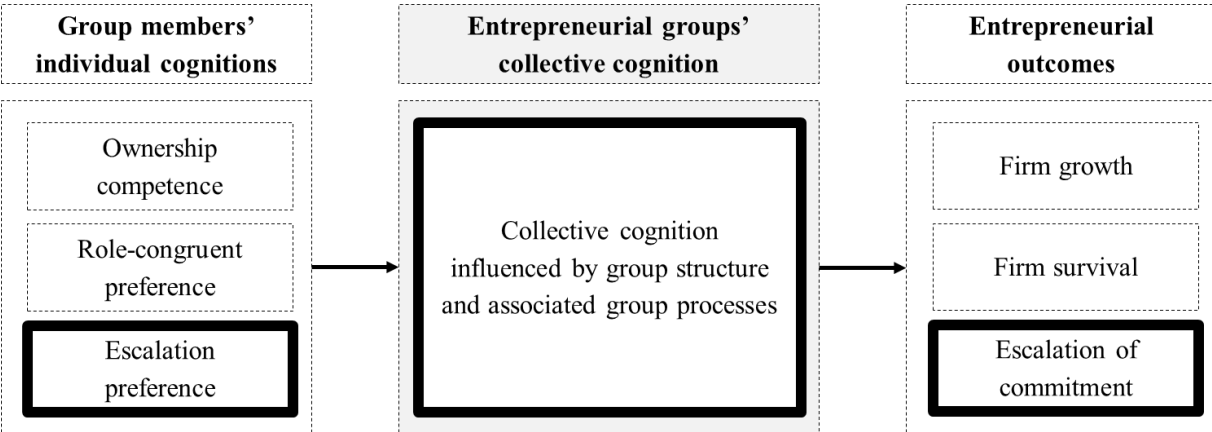 Group members’
individual cognitions
Entrepreneurial groups’
collective cognition
Entrepreneurial
outcomes
Ownership
competence
Role-congruent
preference
Escalation
preference
Collective cognition
influenced by group structure
and associated group processes
Firm growth
Firm survival
Escalation of
commitment